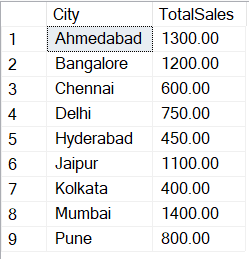 City TotalSales
1 Ahmedabad 1300.00
2 Bangalore 1200.00
3 Chennai 600.00
4 Delhi 750.00
5 Hyderabad 450.00
6 Jaipur 1100.00
7 Kolkata 400.00
8 Mumbai 1400.00
9 Pune 800.00